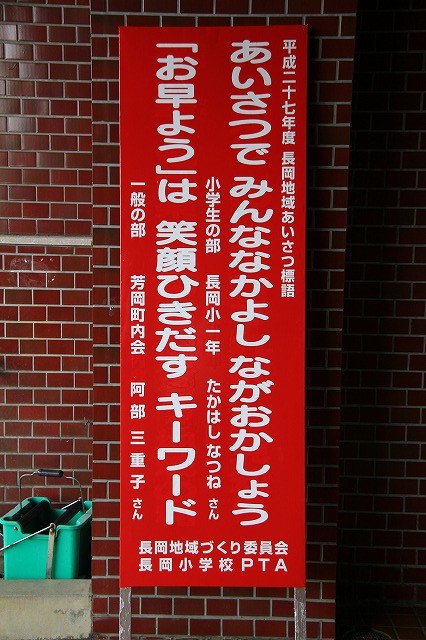 平成二十七年度 長岡地域あいさつ標語
あいさつで みんななかよし ながおかしょう
小学生の部 長岡小一年 たかはし なつね さん
「お早よう」は 笑顔ひきだす キーワード
一般の部 芳岡町内会 阿部 三重子 さん
長岡地域づくり委員会
長岡小学校PTA